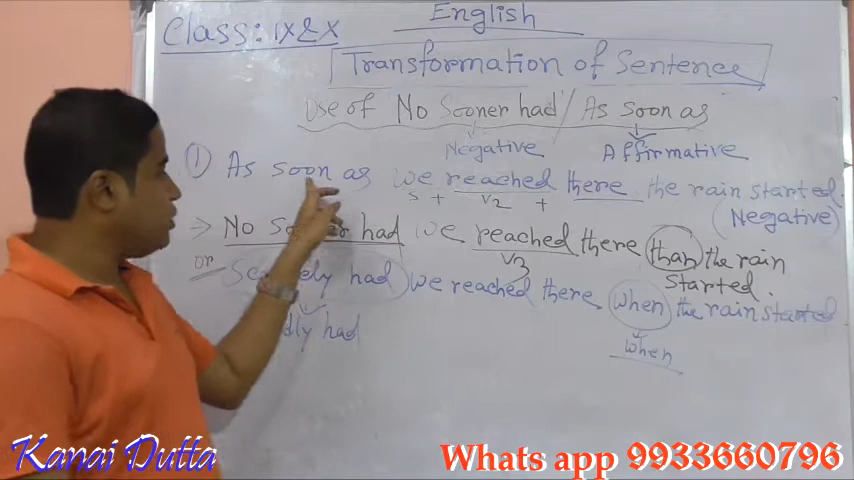 English
Class: IX & X
Transformation of Sentence
Use of No Sooner had / As soon as
Negative Affirmative
① As soon as we reached there the rain started.
S + V2 + (Negative)
⇒ No Sooner had we reached there than the rain
V3 started.
or Scarcely had we reached there when the rain started
dly had when
Kanai Dutta
Whats app 9933660796